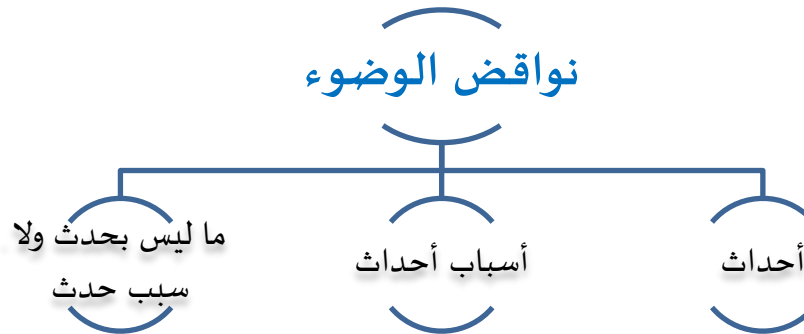 نواقض الوضوء
أحداث
أسباب أحداث
ما ليس بحدث ولا
سبب حدث